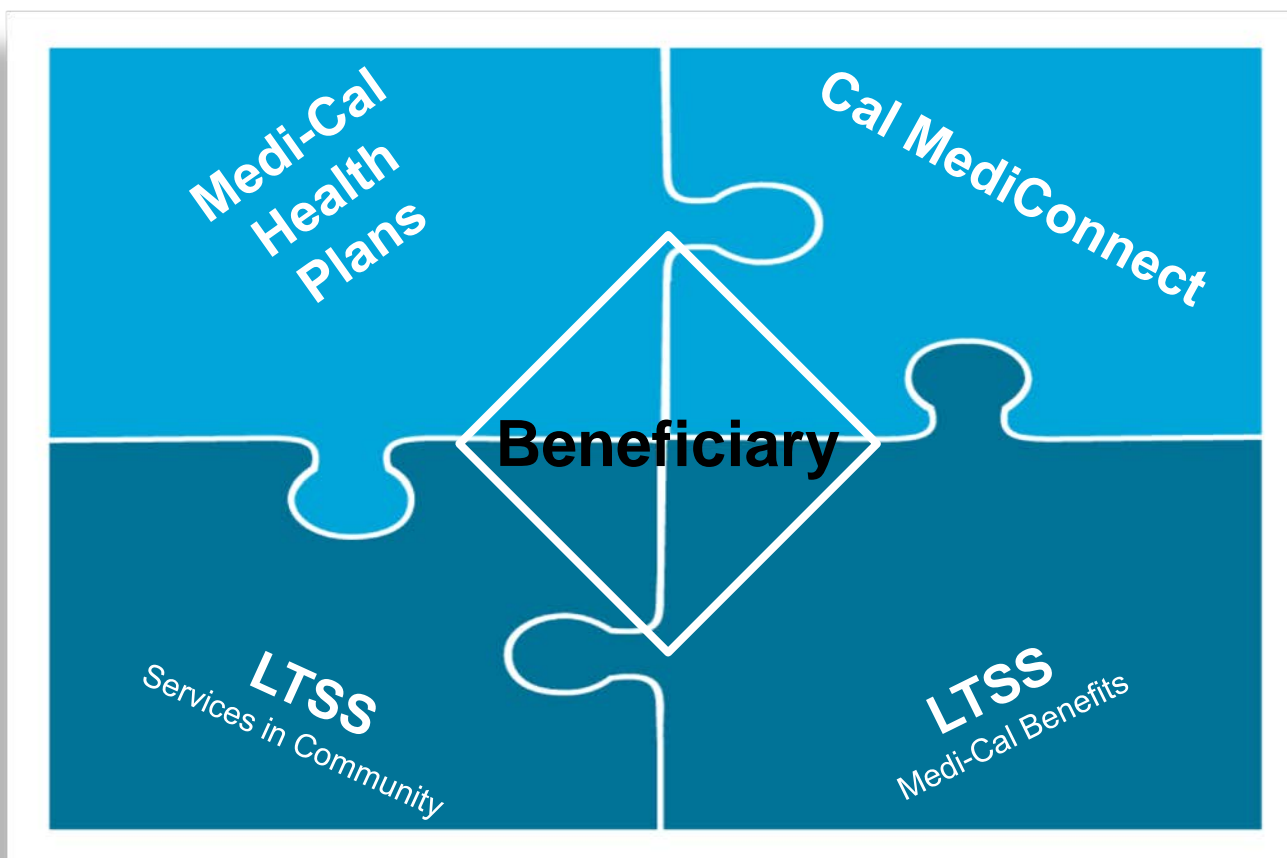 Medi-Cal
Health
Plans
Cal MediConnect
Beneficiary
LTSS
Services in Community
LTSS
Medi-Cal Benefits